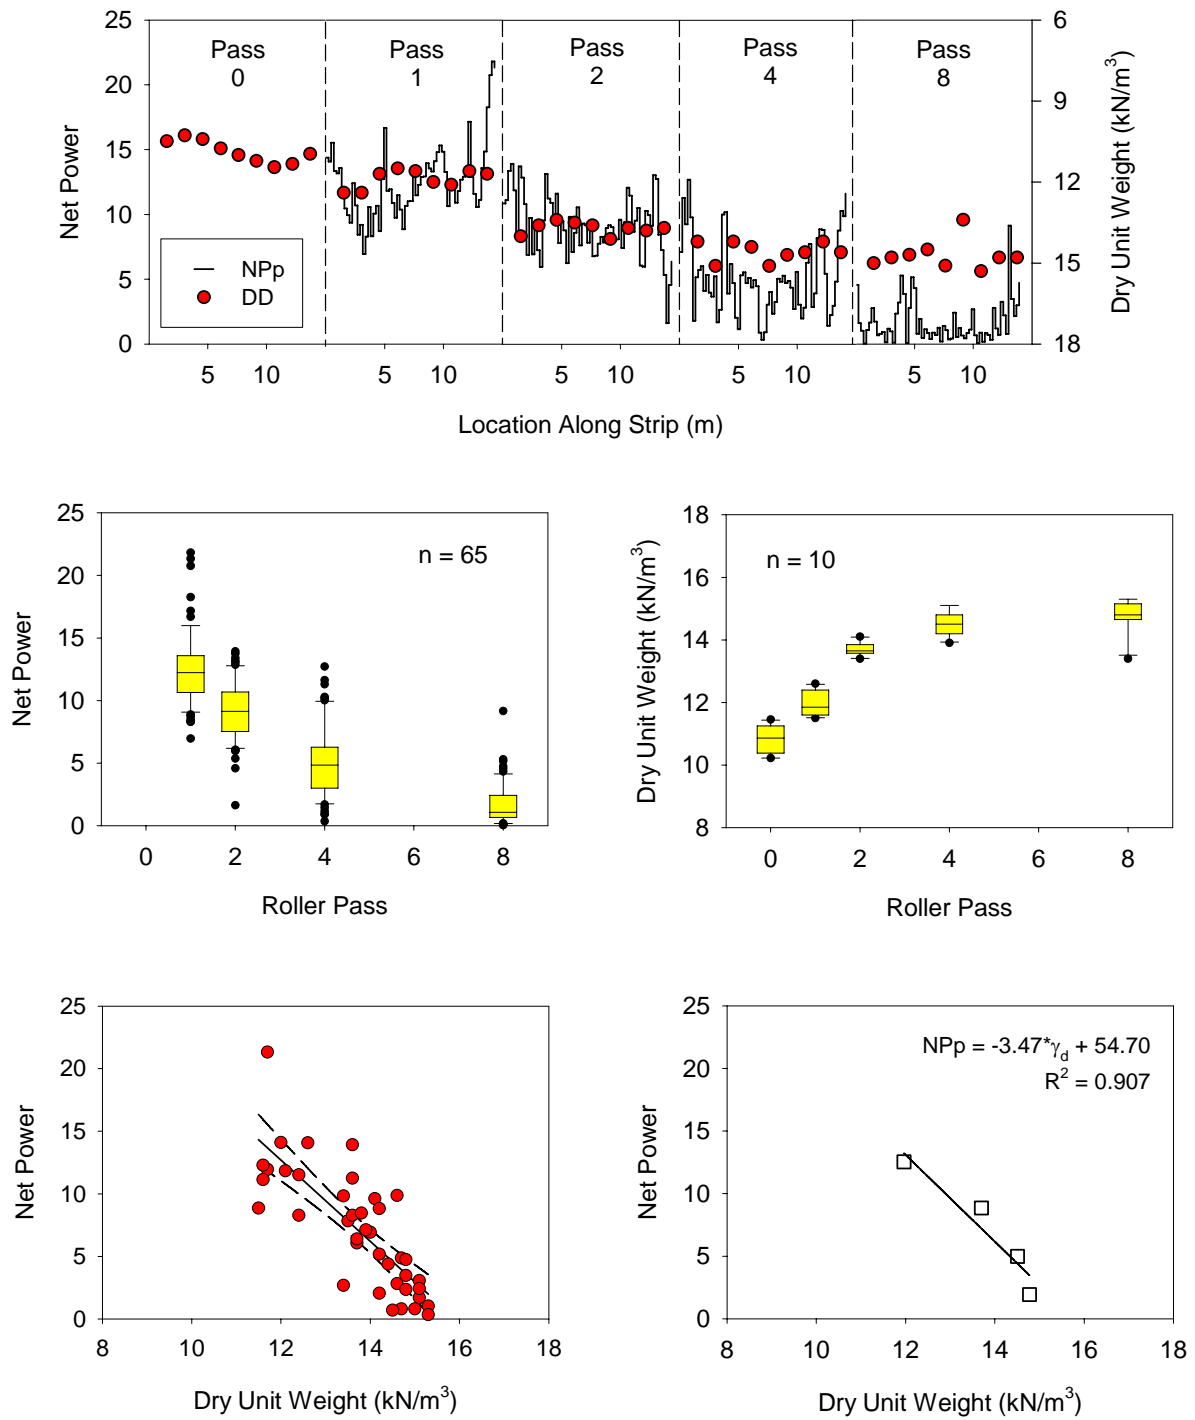 25
20
15
10
5
0
Net Power
Pass
0
Pass
1
Pass
2
Pass
4
Pass
8
6
9
12
15
18
Dry Unit Weight (kN/m³)
NPp
DD
5 10 5 10 5 10 5 10 5 10
Location Along Strip (m)
25
20
15
10
5
0
Net Power
n = 65
0 2 4 6 8
Roller Pass
18
16
14
12
10
8
Dry Unit Weight (kN/m³)
n = 10
0 2 4 6 8
Roller Pass
25
20
15
10
5
0
Net Power
8 10 12 14 16 18
Dry Unit Weight (kN/m³)
25
20
15
10
5
0
Net Power
NPp = -3.47*γd + 54.70
R² = 0.907
8 10 12 14 16 18
Dry Unit Weight (kN/m³)